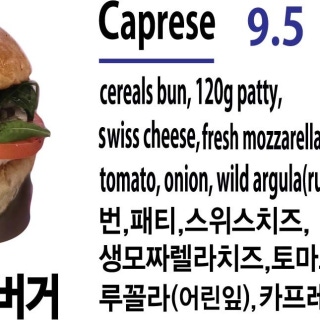 Caprese 9.5
cereals bun, 120g patty,
swiss cheese, fresh mozzarella
tomato, onion, wild argula(ru
번,패티,스위스치즈,
생모짜렐라치즈,토마
루꼴라(어린잎),카프레
버거